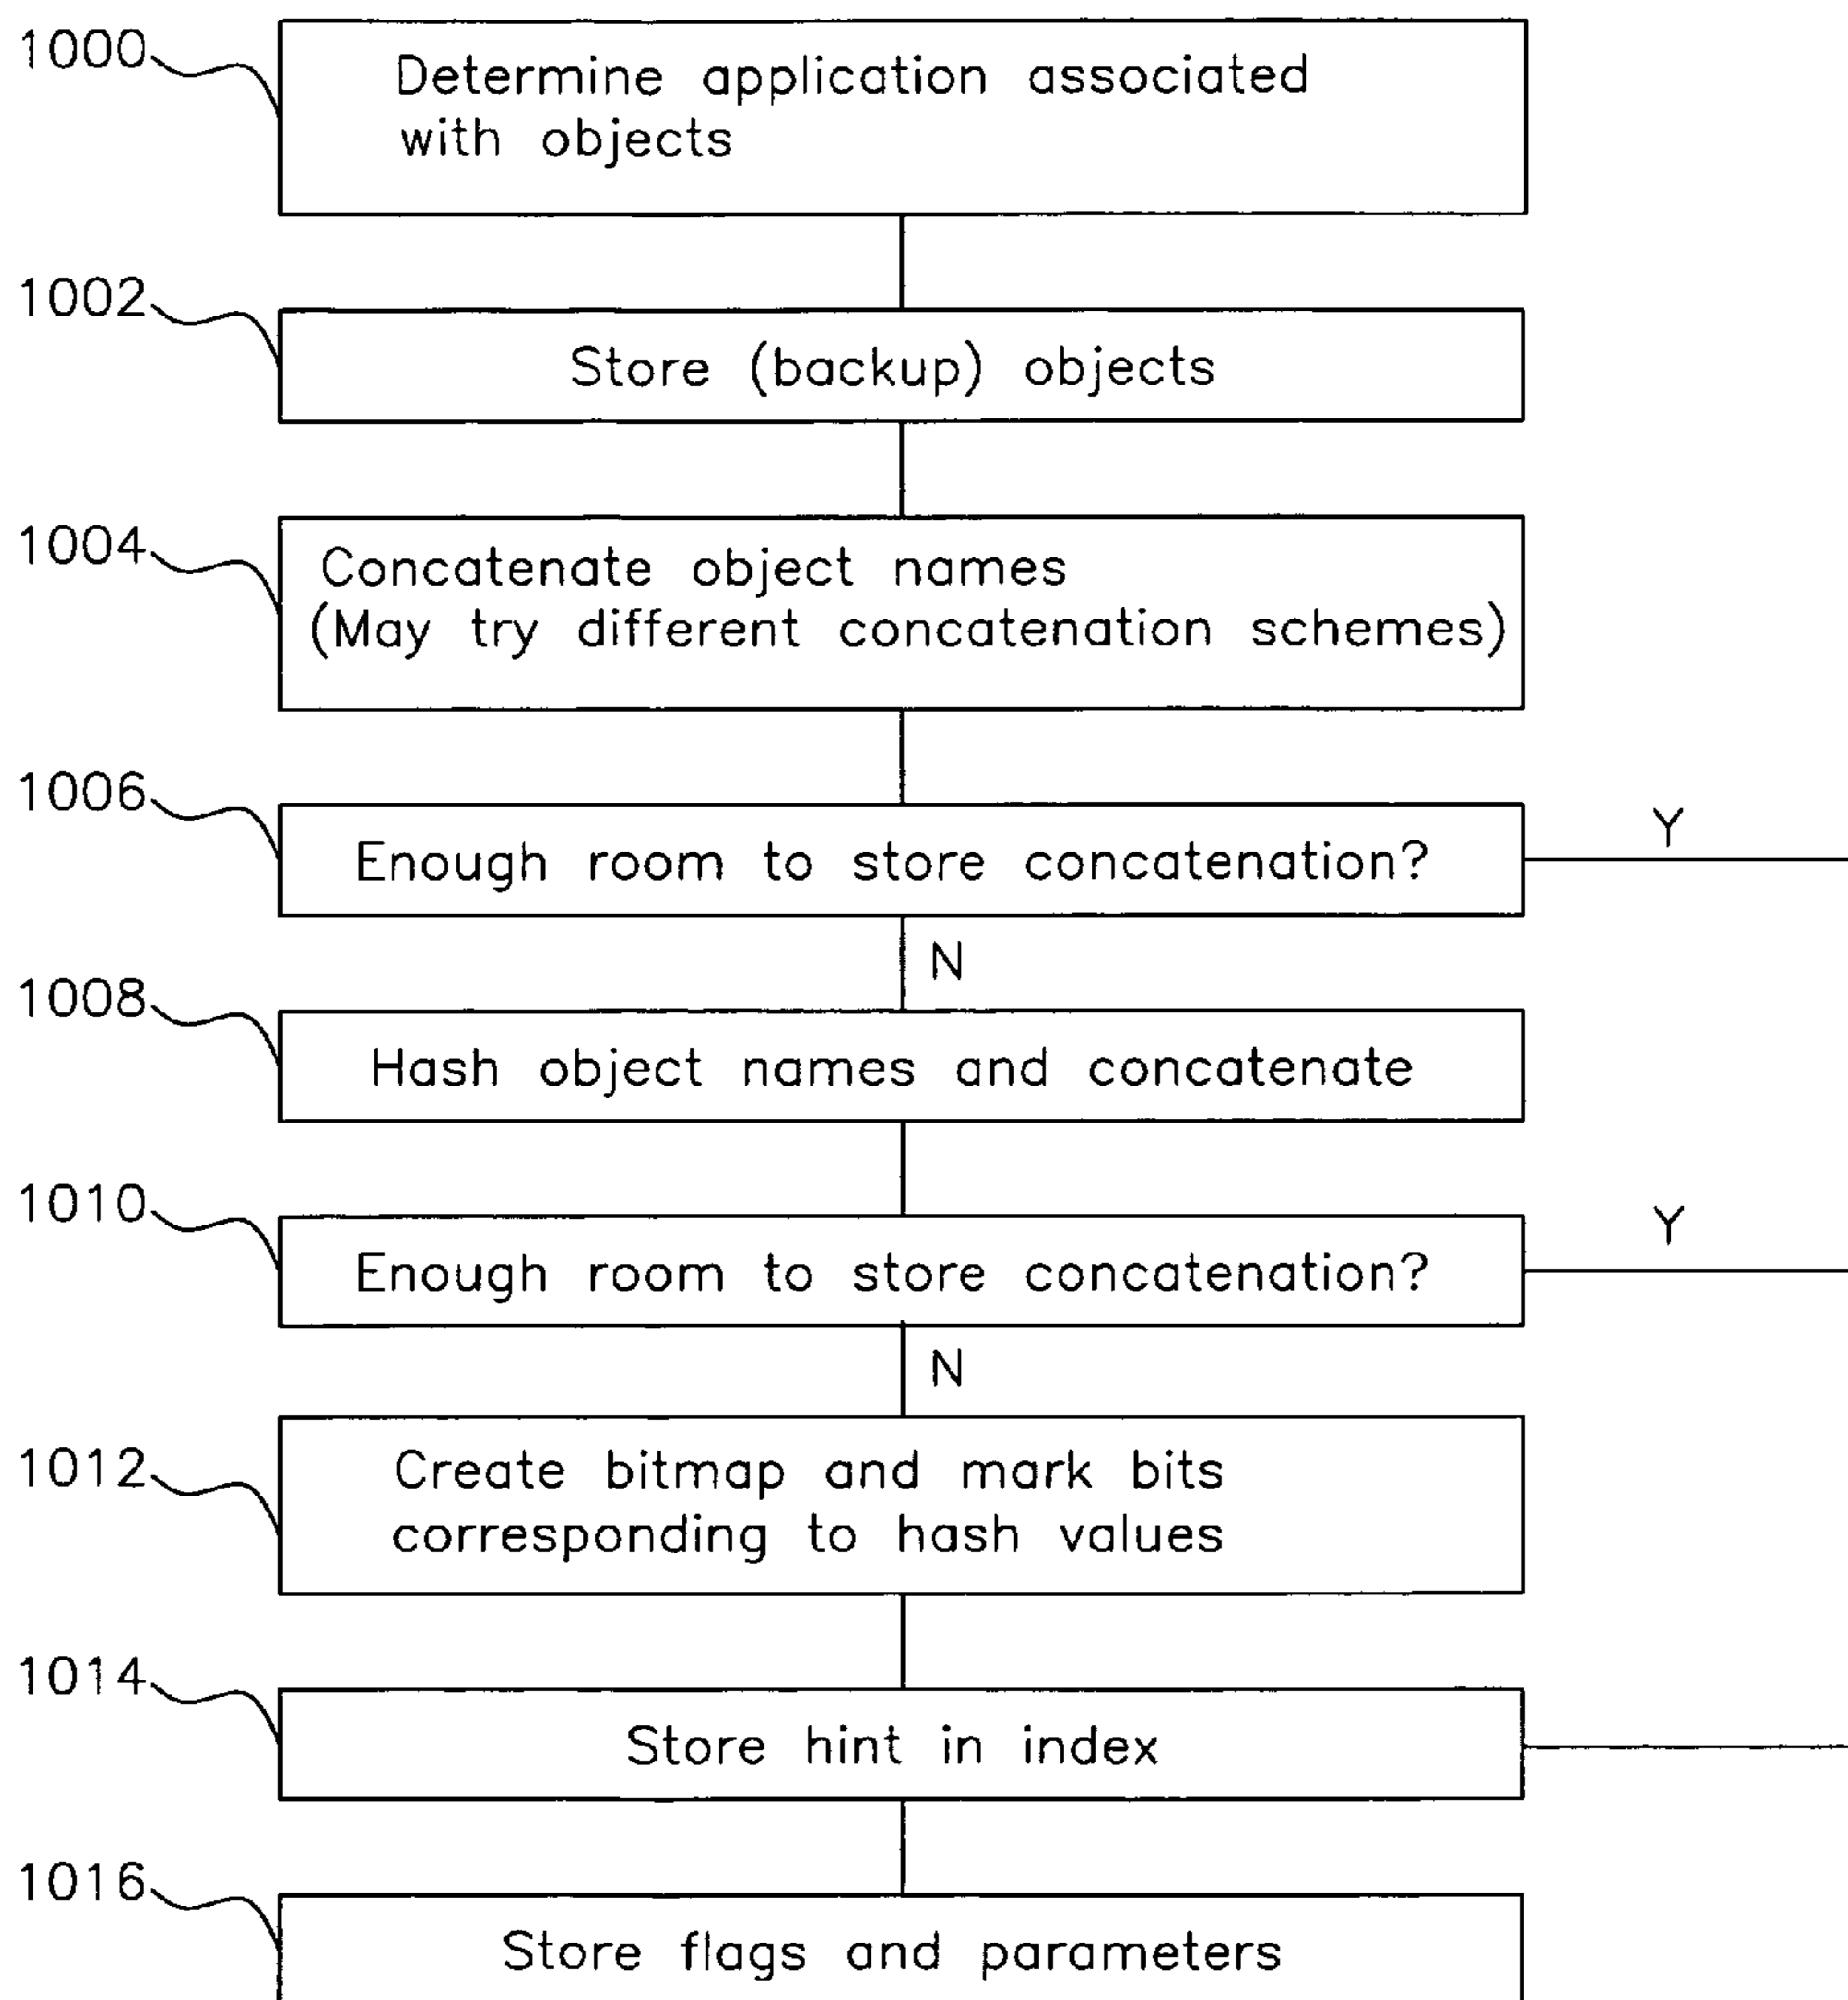 1000
Determine application associated
with objects
1002
Store (backup) objects
1004
Concatenate object names
(May try different concatenation schemes)
1006
Enough room to store concatenation?
Y
N
1008
Hash object names and concatenate
1010
Enough room to store concatenation?
Y
N
1012
Create bitmap and mark bits
corresponding to hash values
1014
Store hint in index
1016
Store flags and parameters